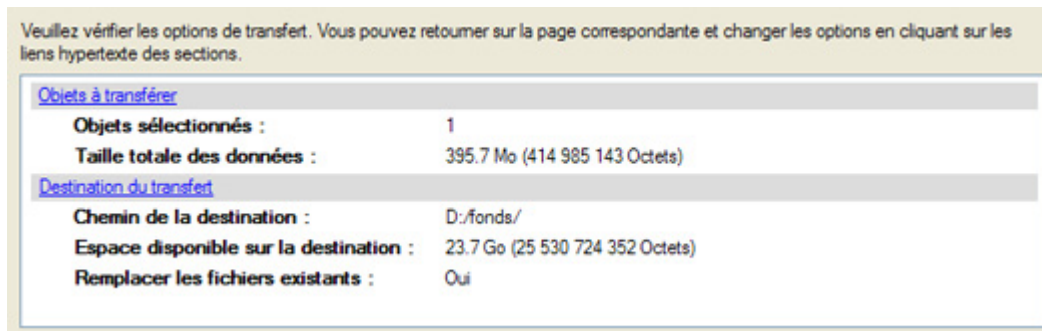 Veuillez vérifier les options de transfert. Vous pouvez retourner sur la page correspondante et changer les options en cliquant sur les
liens hypertexte des sections.
Objets à transférer
Objets sélectionnés : 1
Taille totale des données : 395.7 Mo (414 985 143 Octets)
Destination du transfert
Chemin de la destination : D:/fonds/
Espace disponible sur la destination : 23.7 Go (25 530 724 352 Octets)
Remplacer les fichiers existants : Oui